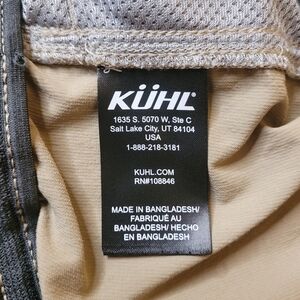 KÜHL
1635 S. 5070 W, Ste C
Salt Lake City, UT 84104
USA
1-888-218-3181
KUHL.COM
RN#108846
MADE IN BANGLADESH/
FABRIQUÉ AU
BANGLADESH/ HECHO
EN BANGLADESH